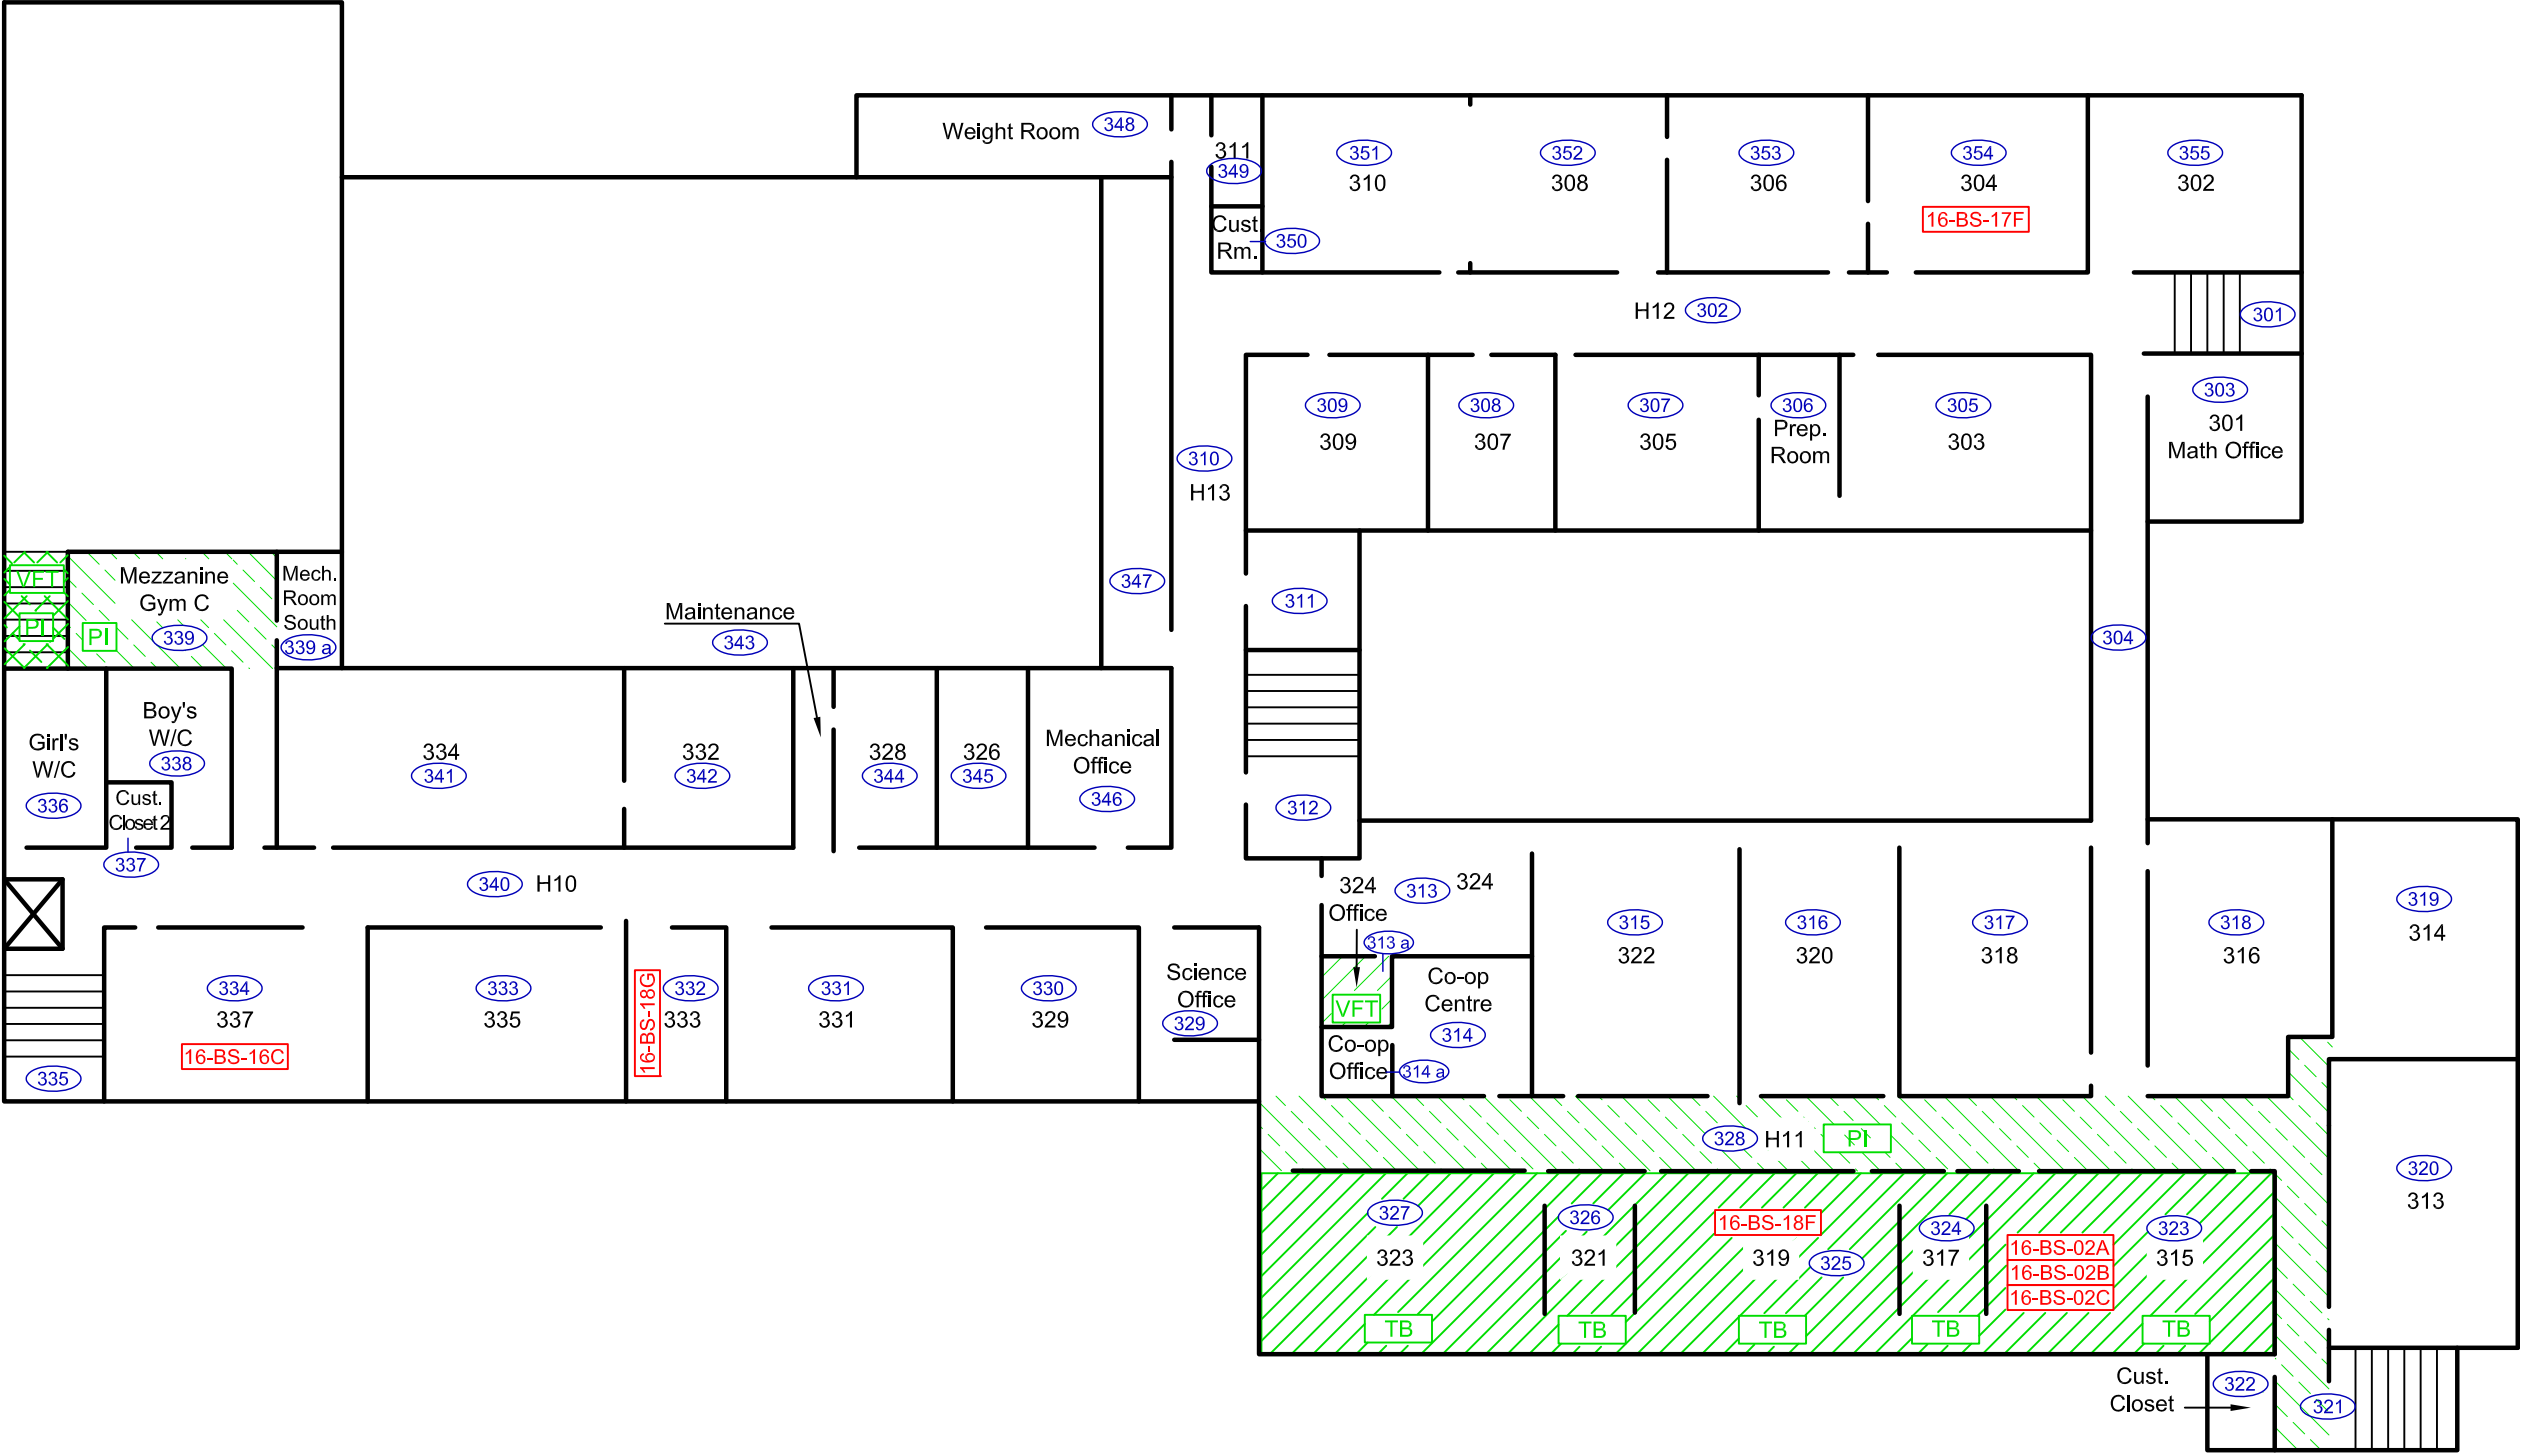 Weight Room
348
311
349
Cust
Rm.
350
351
310
352
308
353
306
354
304
16-BS-17F
355
302
H12
302
301
303
301
Math Office
309
309
308
307
307
305
306
Prep.
Room
305
303
310
H13
347
311
312
304
VFT
PI
Mezzanine
Gym C
PI
339
Mech.
Room
South
339 a
Maintenance
343
Girl's
W/C
336
Boy's
W/C
338
Cust.
Closet 2
337
334
341
332
342
328
344
326
345
Mechanical
Office
346
340
H10
335
334
337
16-BS-16C
333
335
16-BS-18G
332
333
331
331
330
329
Science
Office
329
324
Office
313
324
313 a
VFT
Co-op
Centre
314
Co-op
Office
314 a
315
322
316
320
317
318
318
316
319
314
328
H11
PI
320
313
327
323
TB
326
321
TB
16-BS-18F
319
325
TB
324
317
TB
16-BS-02A
16-BS-02B
16-BS-02C
323
315
TB
Cust.
Closet
322
321